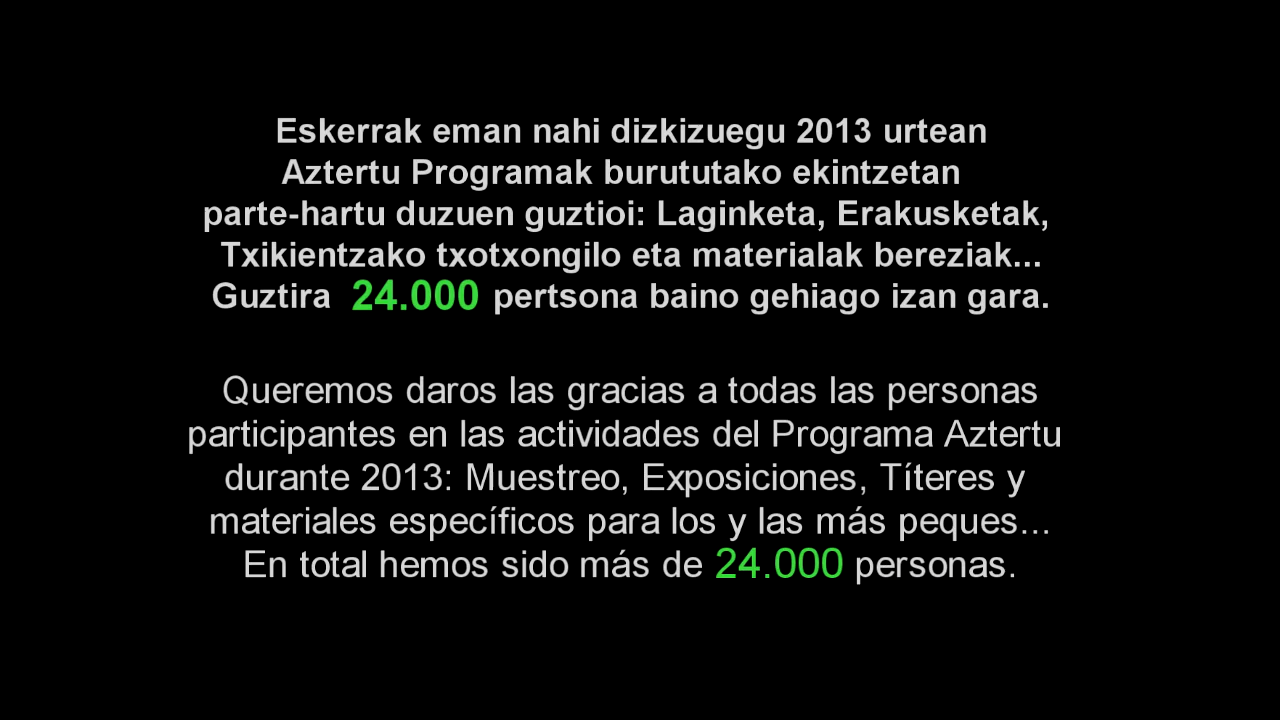 Eskerrak eman nahi dizkizuegu 2013 urtean
Aztertu Programak burututako ekintzetan
parte-hartu duzuen guztioi: Laginketa, Erakusketak,
Txikientzako txotxongilo eta materialak bereziak...
Guztira 24.000 pertsona baino gehiago izan gara.
Queremos daros las gracias a todas las personas
participantes en las actividades del Programa Aztertu
durante 2013: Muestreo, Exposiciones, Títeres y
materiales específicos para los y las más peques...
En total hemos sido más de 24.000 personas.